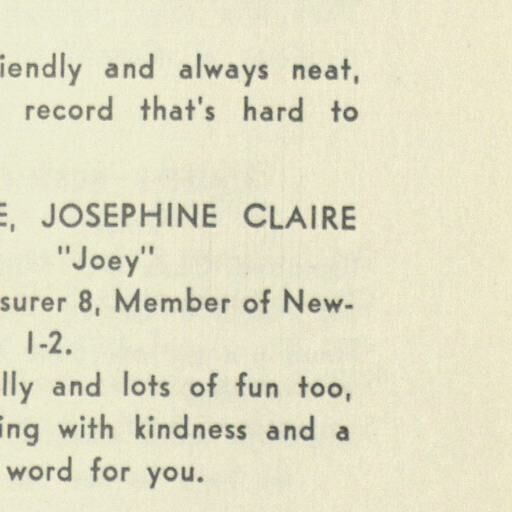 iendly and always neat,
record that's hard to
E, JOSEPHINE CLAIRE
"Joey"
surer 8, Member of New-
1-2.
lly and lots of fun too,
ing with kindness and a
word for you.